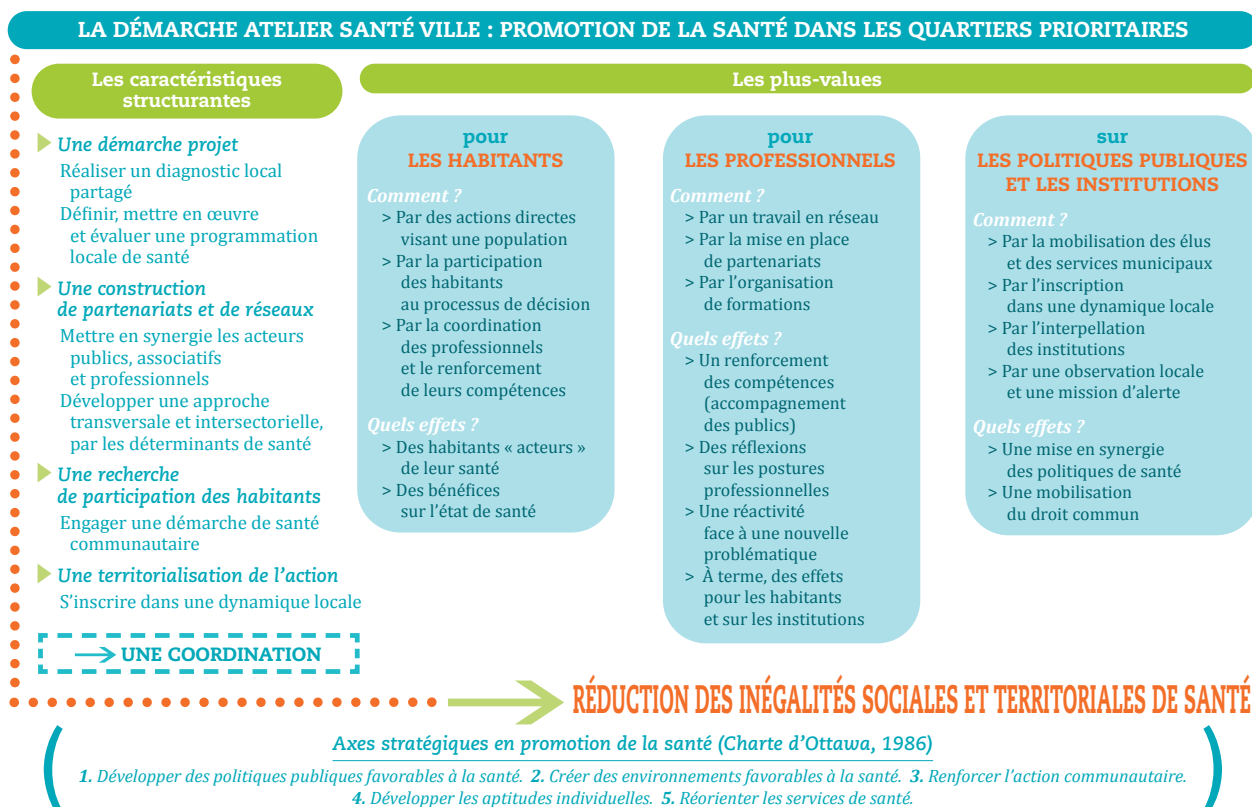 LA DÉMARCHE ATELIER SANTÉ VILLE : PROMOTION DE LA SANTÉ DANS LES QUARTIERS PRIORITAIRES
Les caractéristiques
structurantes
Une démarche projet
Réaliser un diagnostic local
partagé
Définir, mettre en œuvre
et évaluer une programmation
locale de santé
Une construction
de partenariats et de réseaux
Mettre en synergie les acteurs
publics, associatifs
et professionnels
Développer une approche
transversale et intersectorielle,
par les déterminants de santé
Une recherche
de participation des habitants
Engager une démarche de santé
communautaire
Une territorialisation de l'action
S'inscrire dans une dynamique locale
UNE COORDINATION
Les plus-values
pour
LES HABITANTS
Comment ?
> Par des actions directes
visant une population
> Par la participation
des habitants
au processus de décision
> Par la coordination
des professionnels
et le renforcement
de leurs compétences
Quels effets ?
> Des habitants « acteurs »
de leur santé
> Des bénéfices
sur l'état de santé
pour
LES PROFESSIONNELS
Comment ?
> Par un travail en réseau
> Par la mise en place
de partenariats
> Par l'organisation
de formations
Quels effets ?
> Un renforcement
des compétences
(accompagnement
des publics)
> Des réflexions
sur les postures
professionnelles
> Une réactivité
face à une nouvelle
problématique
> À terme, des effets
pour les habitants
et sur les institutions
sur
LES POLITIQUES PUBLIQUES
ET LES INSTITUTIONS
Comment ?
> Par la mobilisation des élus
et des services municipaux
> Par l'inscription
dans une dynamique locale
> Par l'interpellation
des institutions
> Par une observation locale
et une mission d'alerte
Quels effets ?
> Une mise en synergie
des politiques de santé
> Une mobilisation
du droit commun
RÉDUCTION DES INÉGALITÉS SOCIALES ET TERRITORIALES DE SANTÉ
Axes stratégiques en promotion de la santé (Charte d'Ottawa, 1986)
1. Développer des politiques publiques favorables à la santé. 2. Créer des environnements favorables à la santé. 3. Renforcer l'action communautaire.
4. Développer les aptitudes individuelles. 5. Réorienter les services de santé.